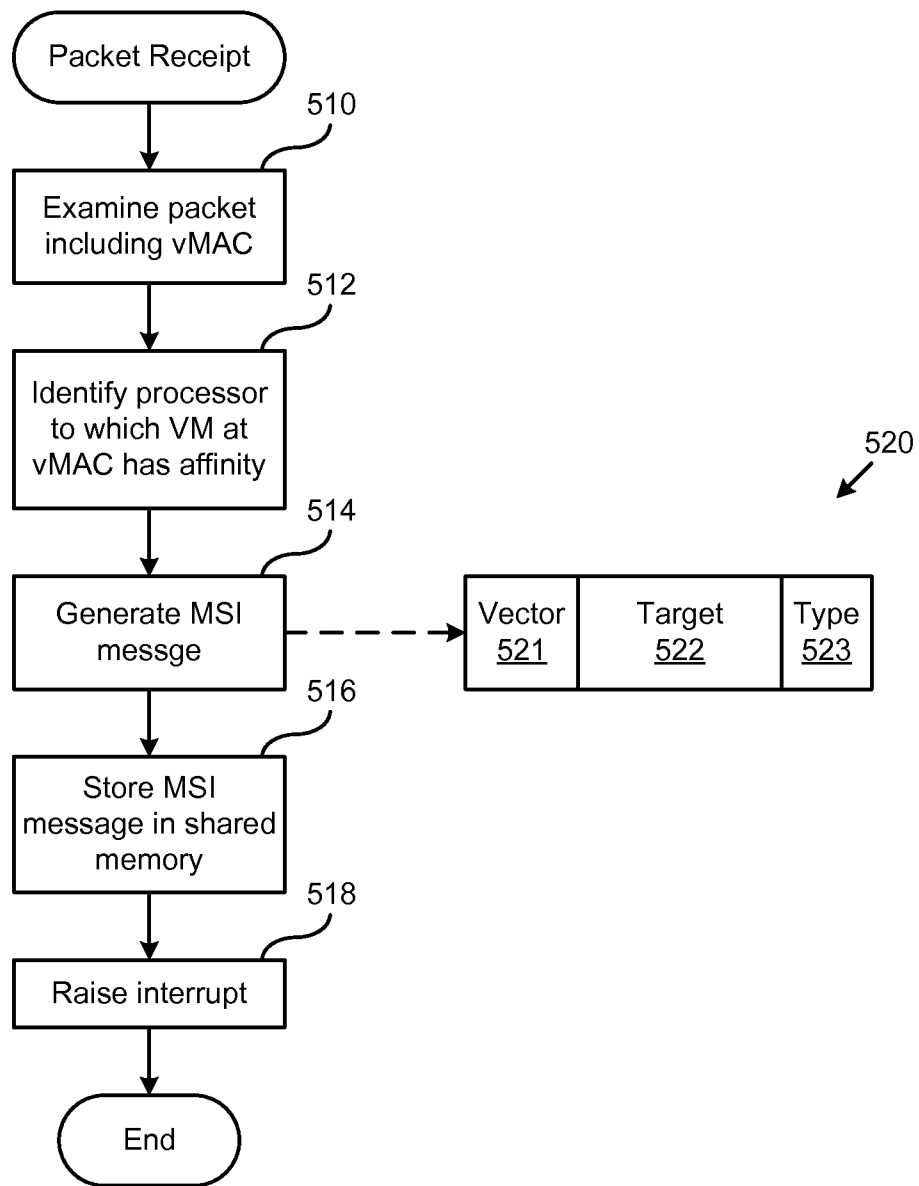 Packet Receipt
510
Examine packet
including vMAC
512
Identify processor
to which VM at
vMAC has affinity
520
514
Generate MSI
messge
Vector
521
Target
522
Type
523
516
Store MSI
message in shared
memory
518
Raise interrupt
End